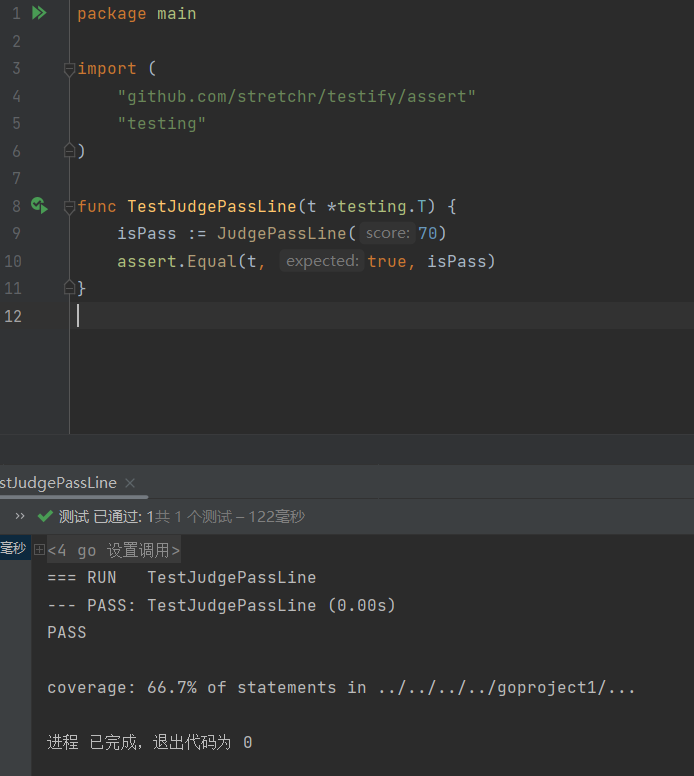 1 package main
2
3 import (
4 "github.com/stretchr/testify/assert"
5 "testing"
6 )
7
8 func TestJudgePassLine(t *testing.T) {
9 isPass := JudgePassLine( score: 70)
10 assert.Equal(t, expected: true, isPass)
11 }
12
stJudgePassLine ×
›› 测试 已通过: 1共 1 个测试 – 122毫秒
毫秒 <4 go 设置调用>
=== RUN   TestJudgePassLine
--- PASS: TestJudgePassLine (0.00s)
PASS
coverage: 66.7% of statements in ../../../../goproject1/...
进程 已完成，退出代码为 0